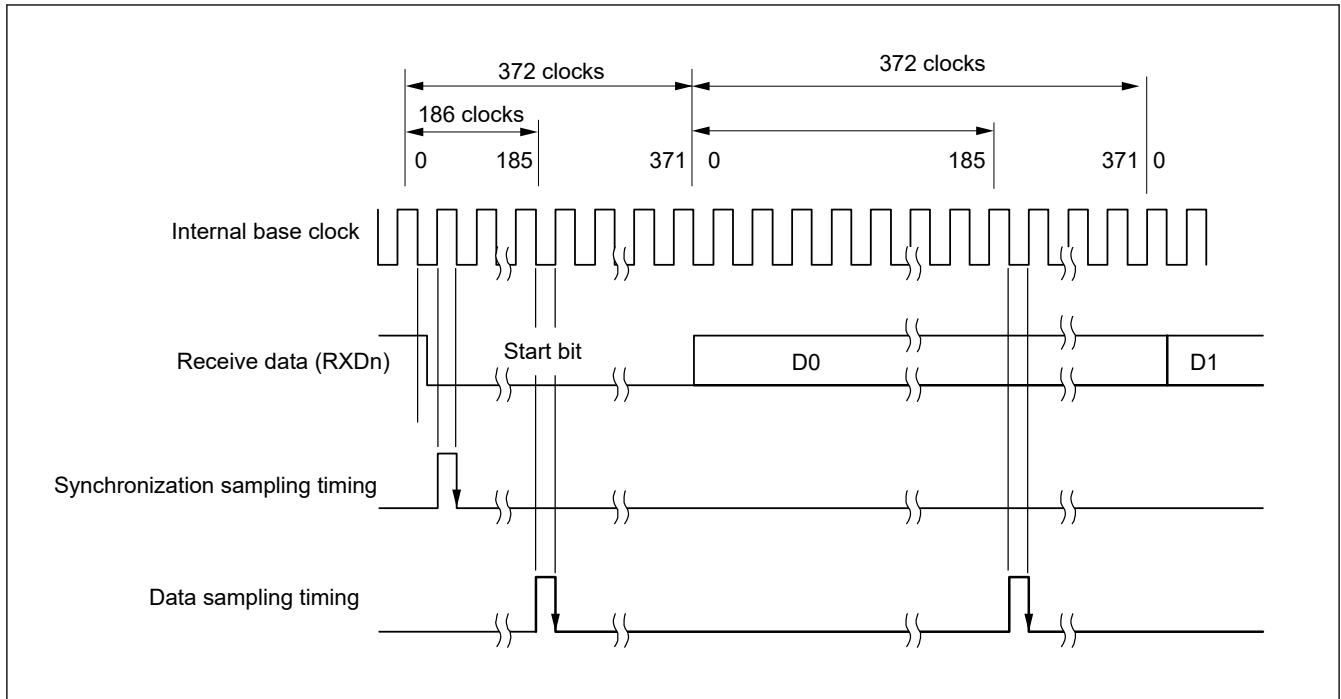 372 clocks
372 clocks
186 clocks
0 185 371 0 185 371 0
Internal base clock
Receive data (RXDn)
Start bit
D0
D1
Synchronization sampling timing
Data sampling timing